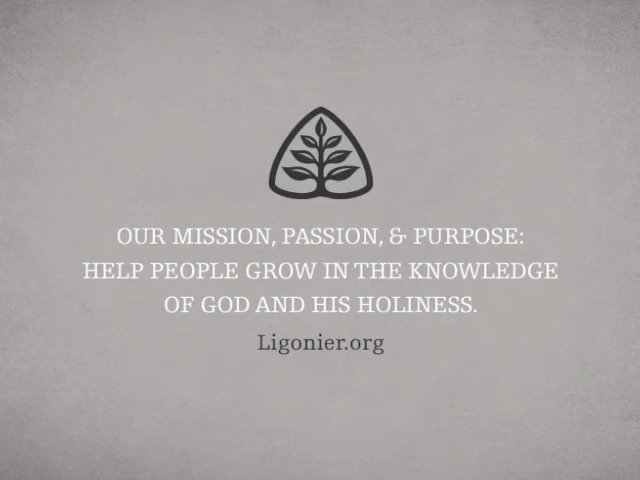 OUR MISSION, PASSION, & PURPOSE:
HELP PEOPLE GROW IN THE KNOWLEDGE
OF GOD AND HIS HOLINESS.
Ligonier.org